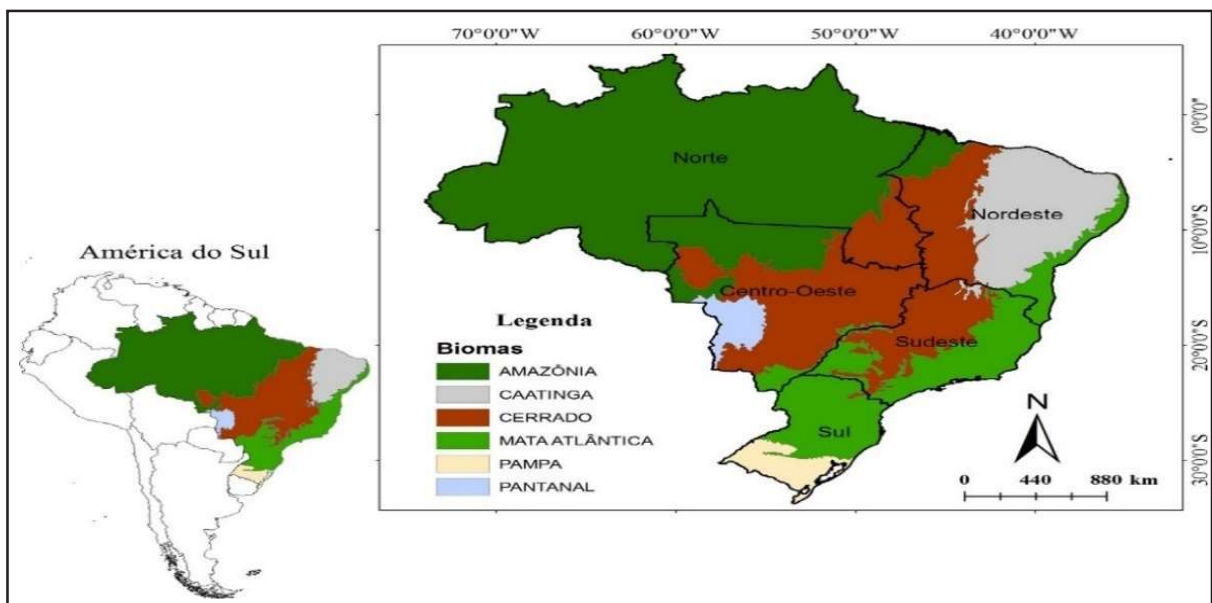 70°0'0"W 60°0'0"W 50°0'0"W 40°0'0"W
0°0'0"
10°0'0"S
20°0'0"S
30°0'0"S
América do Sul
Norte
Nordeste
Centro-Oeste
Sudeste
Sul
Legenda
Biomas
AMAZÔNIA
CAATINGA
CERRADO
MATA ATLÂNTICA
PAMPA
PANTANAL
N
0 440 880 km